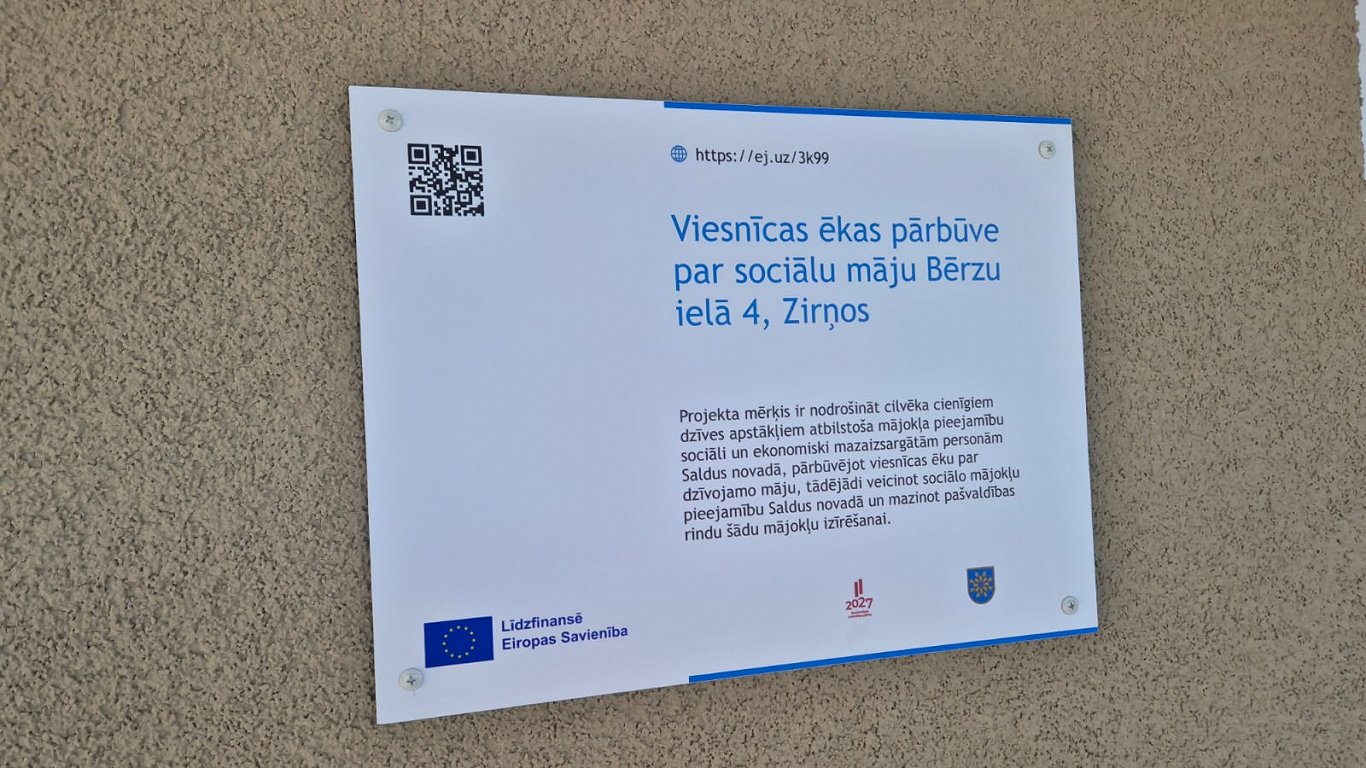 https://ej.uz/3k99
Viesnīcas ēkas pārbūve
par sociālu māju Bērzu
ielā 4, Zirņos
Projekta mērķis ir nodrošināt cilvēka cienīgiem
dzīves apstākļiem atbilstoša mājokļa pieejamību
sociāli un ekonomiski mazaizsargātām personām
Saldus novadā, pārbūvējot viesnīcas ēku par
dzīvojamo māju, tādējādi veicinot sociālo mājokļu
pieejamību Saldus novadā un mazinot pašvaldības
rindu šādu mājokļu izīrēšanai.
2027
Līdzfinansē
Eiropas Savienība